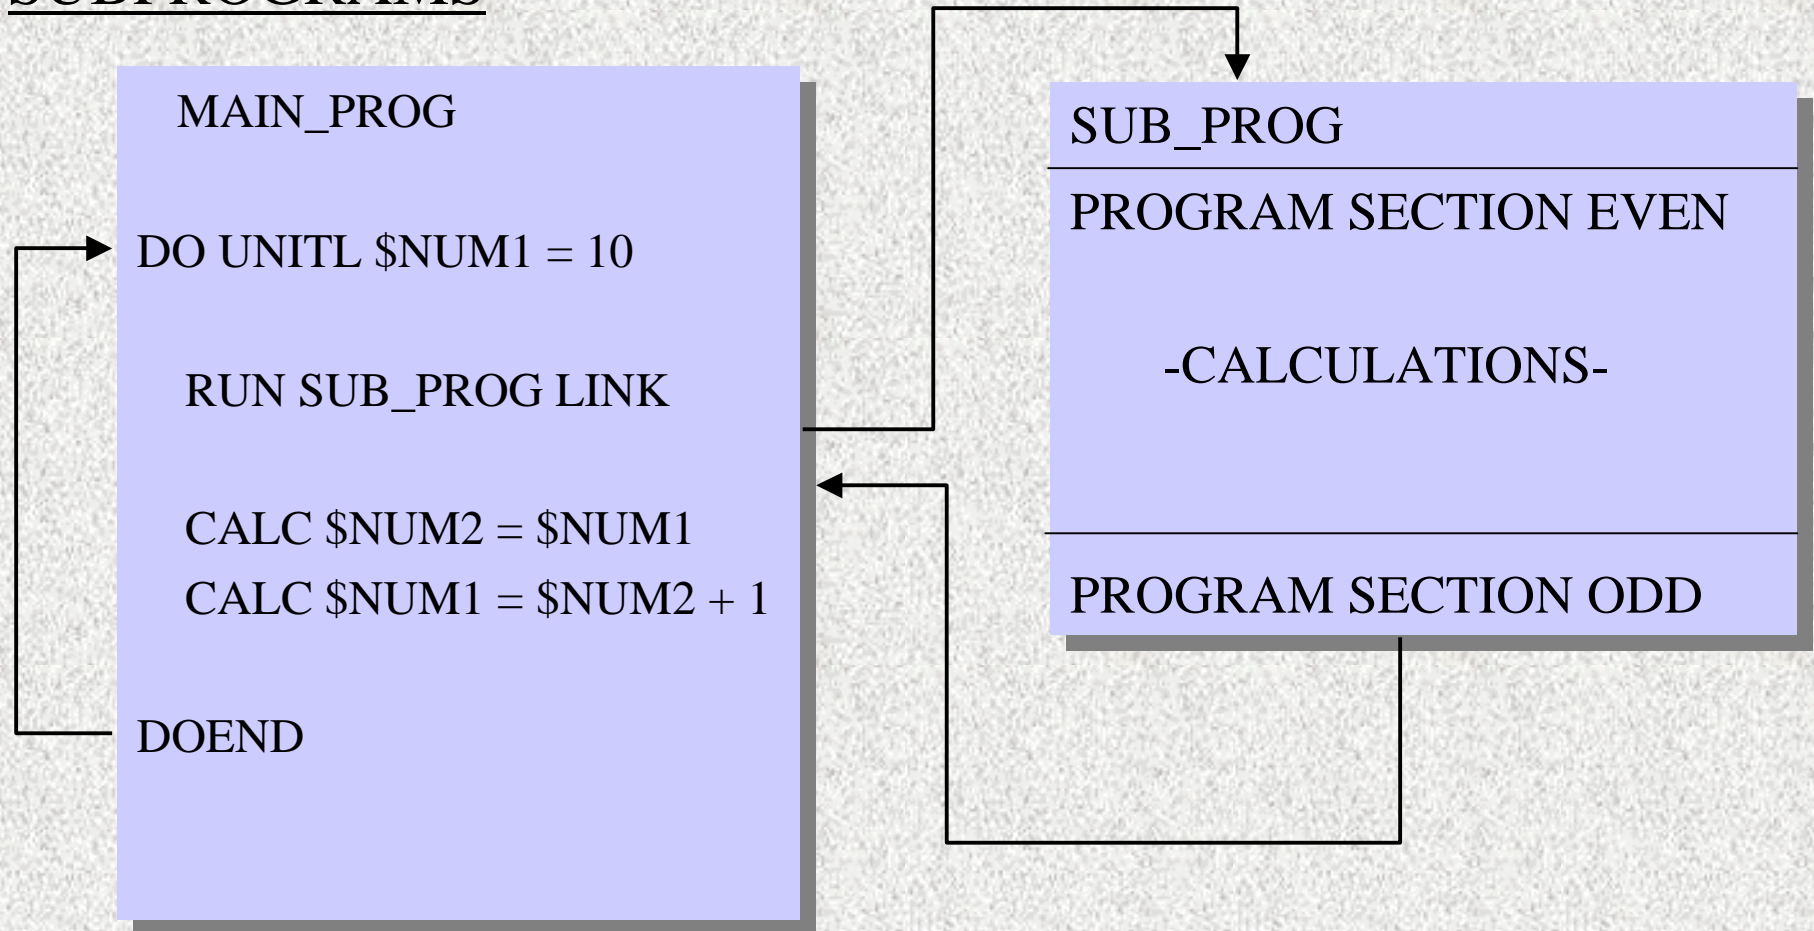 SUBPROGRAMS
MAIN_PROG
DO UNITL $NUM1 = 10
RUN SUB_PROG LINK
CALC $NUM2 = $NUM1
CALC $NUM1 = $NUM2 + 1
DOEND
SUB_PROG
PROGRAM SECTION EVEN
-CALCULATIONS-
PROGRAM SECTION ODD